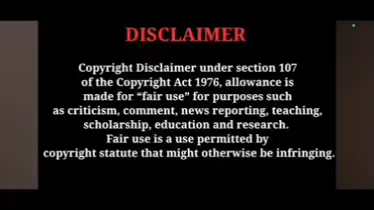 DISCLAIMER
Copyright Disclaimer under section 107
of the Copyright Act 1976, allowance is
made for “fair use” for purposes such
as criticism, comment, news reporting, teaching,
scholarship, education and research.
Fair use is a use permitted by
copyright statute that might otherwise be infringing.